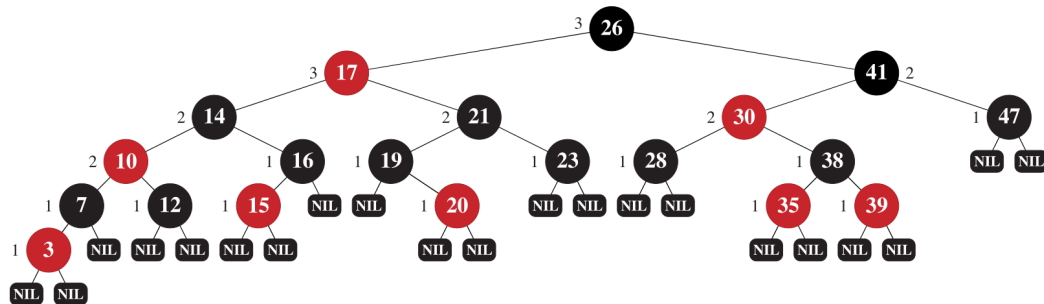 3 26
3 17 41 2
2 14 2 21 2 30 1 47
2 10 1 16 1 19 1 23 1 28 1 38 NIL NIL
1 7 1 12 1 15 NIL NIL 1 20 NIL NIL NIL NIL 1 35 1 39
1 3 NIL NIL NIL NIL NIL NIL NIL NIL NIL NIL NIL
NIL NIL